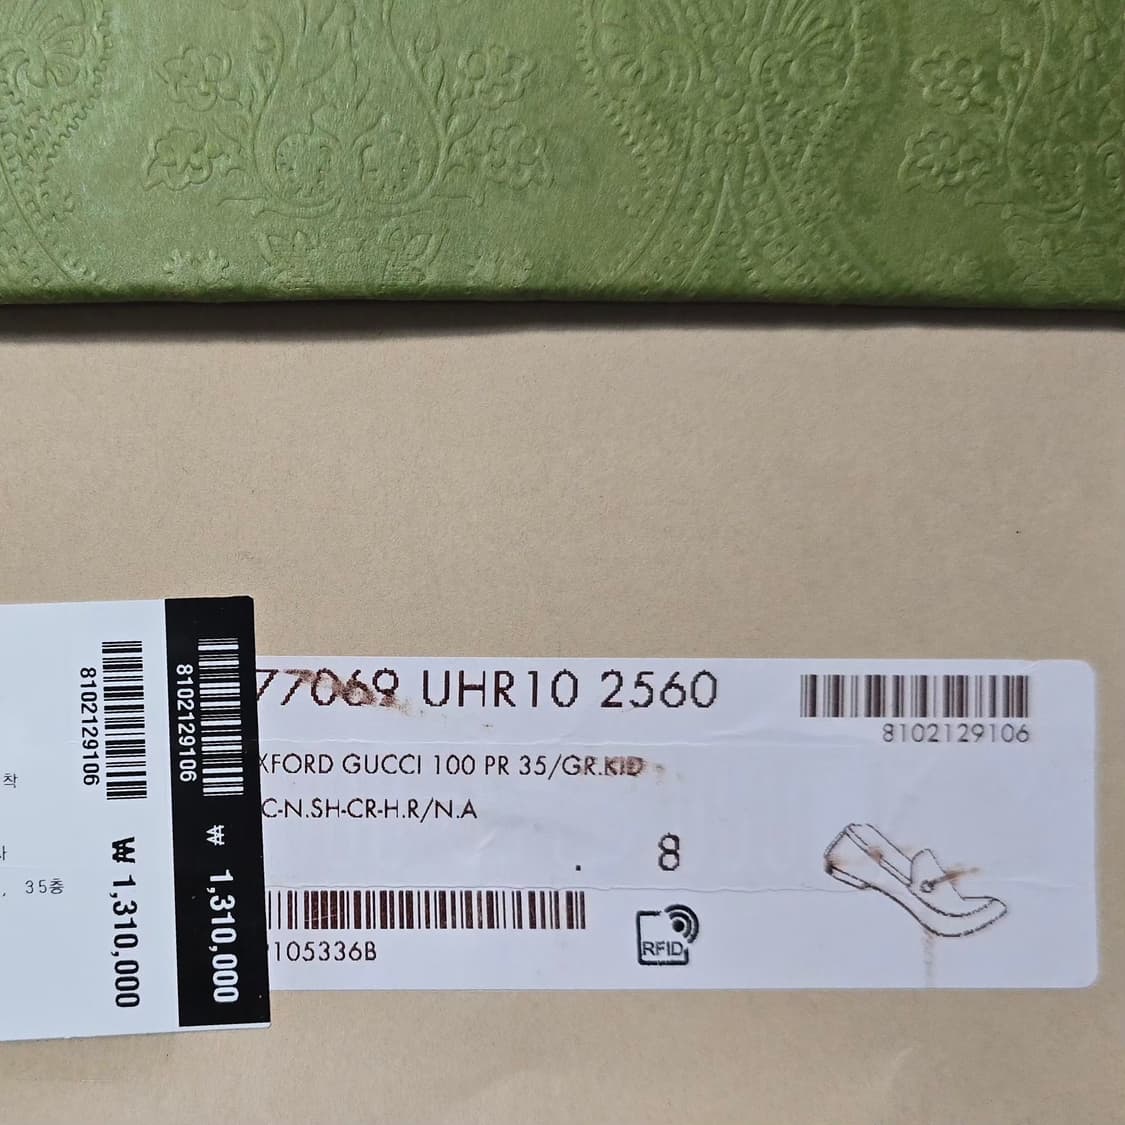 77069 UHR10 2560
8102129106
XFORD GUCCI 100 PR 35/GR.KID
C-N.SH-CR-H.R/N.A
. 8
105336B
RFID
8102129106
₩ 1,310,000
8102129106
₩ 1,310,000
착
, 35층